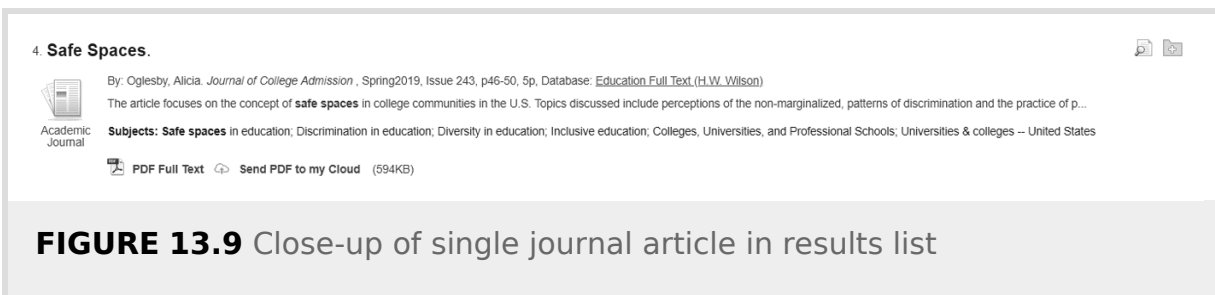 4. Safe Spaces.
By: Oglesby, Alicia. Journal of College Admission , Spring2019, Issue 243, p46-50, 5p, Database: Education Full Text (H.W. Wilson)
The article focuses on the concept of safe spaces in college communities in the U.S. Topics discussed include perceptions of the non-marginalized, patterns of discrimination and the practice of p...
Academic
Journal
Subjects: Safe spaces in education; Discrimination in education; Diversity in education; Inclusive education; Colleges, Universities, and Professional Schools; Universities & colleges -- United States
PDF Full Text Send PDF to my Cloud (594KB)
FIGURE 13.9 Close-up of single journal article in results list